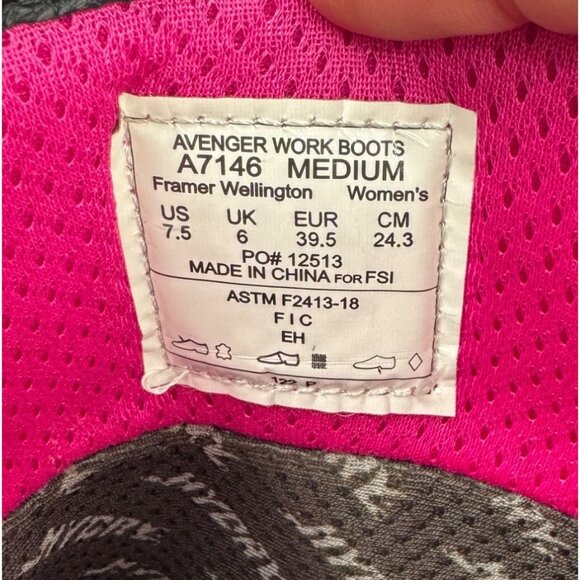 AVENGER WORK BOOTS
A7146 MEDIUM
Framer Wellington Women's
US UK EUR CM
7.5 6 39.5 24.3
PO# 12513
MADE IN CHINA FOR FSI
ASTM F2413-18
F I C
EH